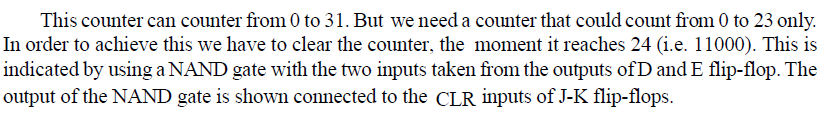 This counter can counter from 0 to 31. But we need a counter that could count from 0 to 23 only.
In order to achieve this we have to clear the counter, the moment it reaches 24 (i.e. 11000). This is
indicated by using a NAND gate with the two inputs taken from the outputs of D and E flip-flop. The
output of the NAND gate is shown connected to the CLR inputs of J-K flip-flops.